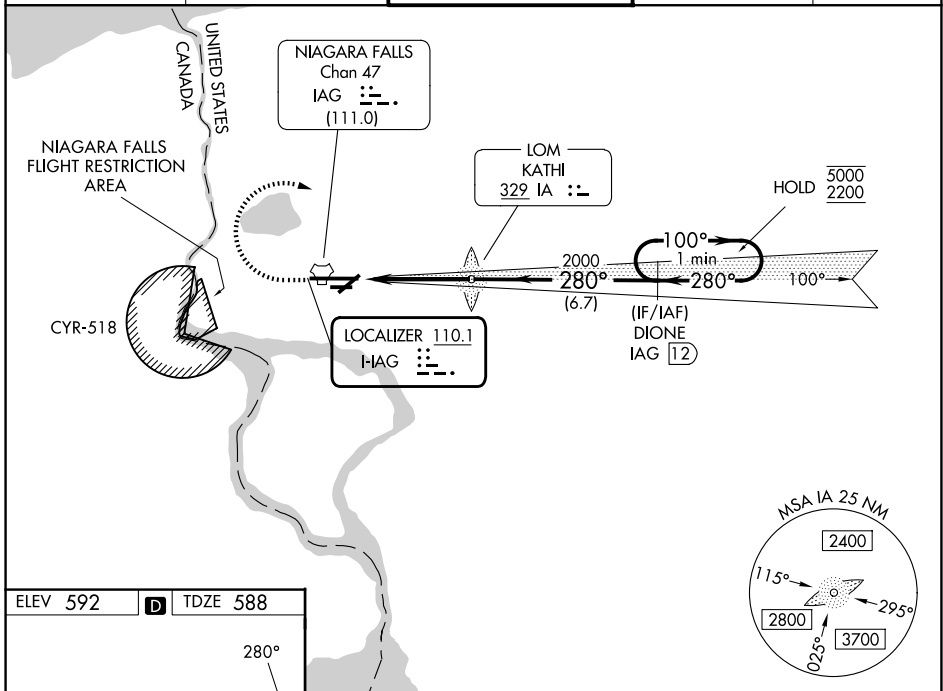 UNITED STATES
CANADA
NIAGARA FALLS
Chan 47
IAG
(111.0)
NIAGARA FALLS
FLIGHT RESTRICTION
AREA
LOM
KATHI
329 IA
HOLD
5000
2200
100°
1 min
2000
280°
280°
100°
(6.7)
(IF/IAF)
DIONE
IAG 12
CYR-518
LOCALIZER 110.1
I-IAG
MSA IA 25 NM
2400
115°
295°
2800
3700
025°
ELEV 592 D TDZE 588
280°